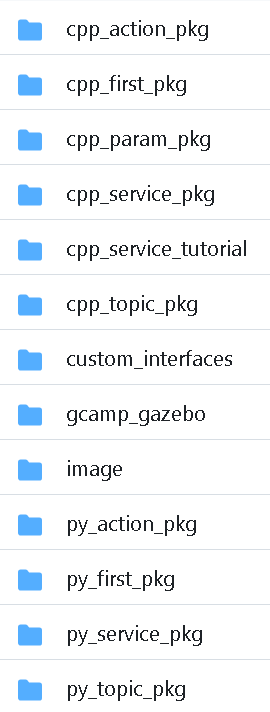 cpp_action_pkg
cpp_first_pkg
cpp_param_pkg
cpp_service_pkg
cpp_service_tutorial
cpp_topic_pkg
custom_interfaces
gcamp_gazebo
image
py_action_pkg
py_first_pkg
py_service_pkg
py_topic_pkg